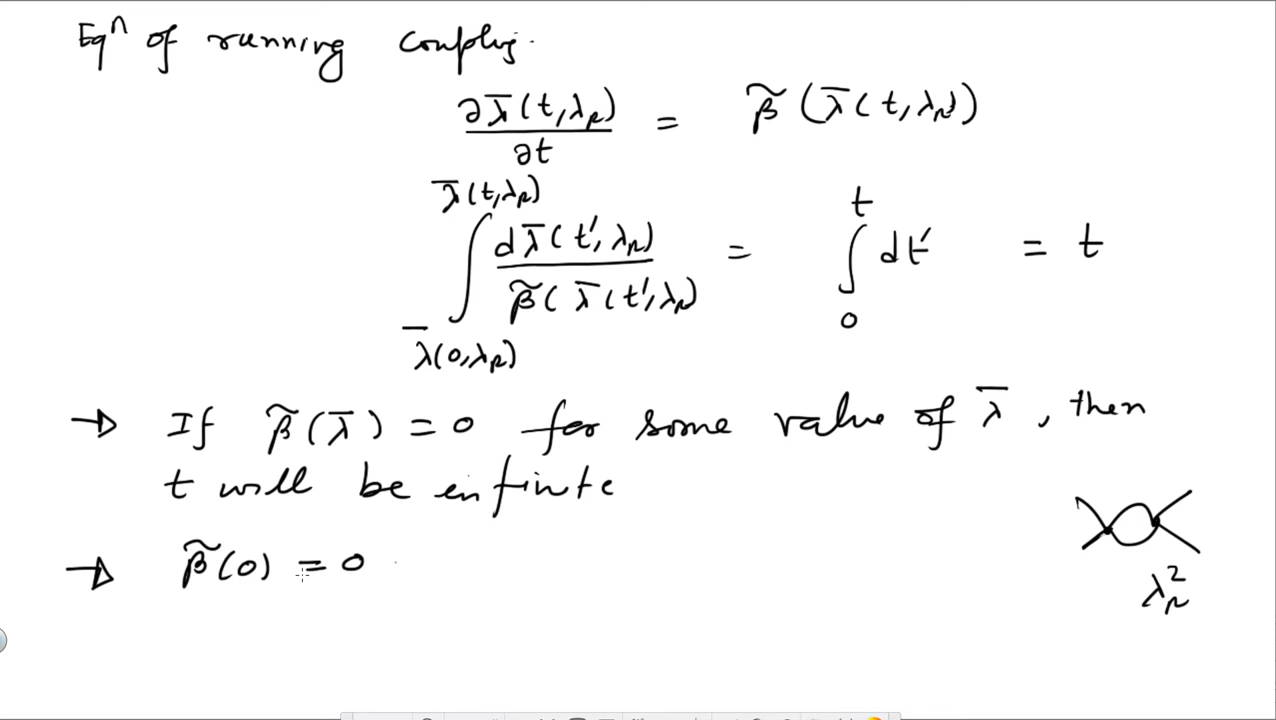 Eqⁿ of running coupling.
∂λ̄(t,λ_R)/∂t = β̃(λ̄(t,λ_R))
∫_{λ̄(0,λ_R)}^{λ̄(t,λ_R)} dλ̄(t′,λ_R)/β̃(λ̄(t′,λ_R) = ∫_0^t dt′ = t
→ If β̃(λ̄) = 0 for some value of λ̄, then
t will be enfinite
→ β̃(0) = 0
λ_R²